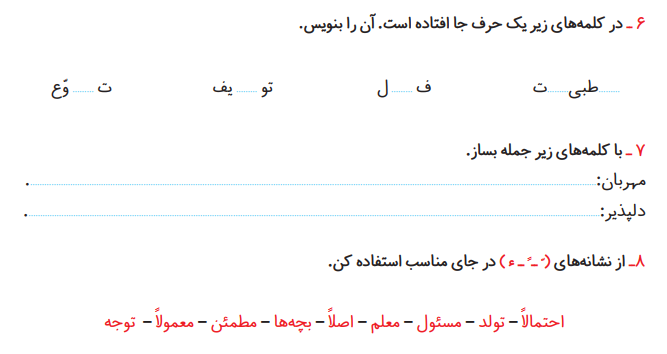 ۶ ـ در کلمه‌های زیر یک حرف جا افتاده است. آن را بنویس.
........طبی........ت ف ........ ل تو ........ یف ت ........ وّع
۷ ـ با کلمه‌های زیر جمله بساز.
مهربان: ........................................ .
دلپذیر: ........................................ .
۸ـ از نشانه‌های (ـّ ـً ـ ء ) در جای مناسب استفاده کن.
احتمالاً – تولد – مسئول – معلم – اصلاً – بچه‌ها – مطمئن – معمولاً – توجه